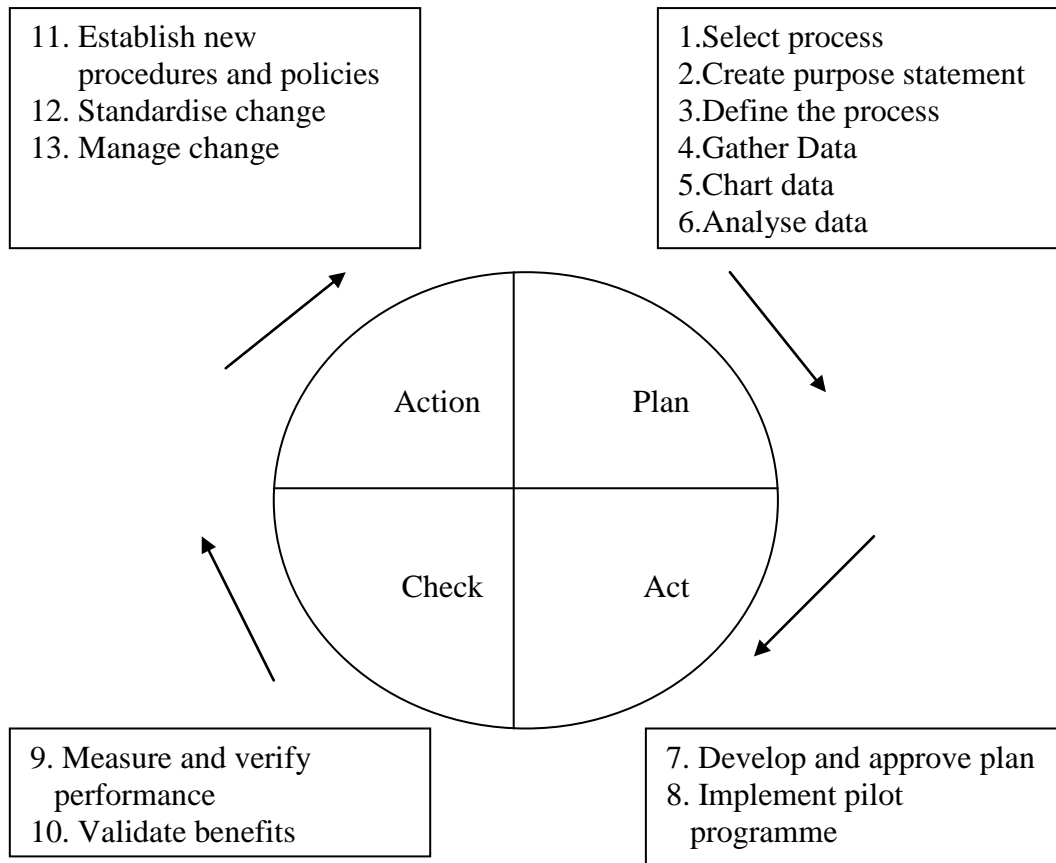 11. Establish new
procedures and policies
12. Standardise change
13. Manage change
1.Select process
2.Create purpose statement
3.Define the process
4.Gather Data
5.Chart data
6.Analyse data
Action
Plan
Check
Act
9. Measure and verify
performance
10. Validate benefits
7. Develop and approve plan
8. Implement pilot
programme